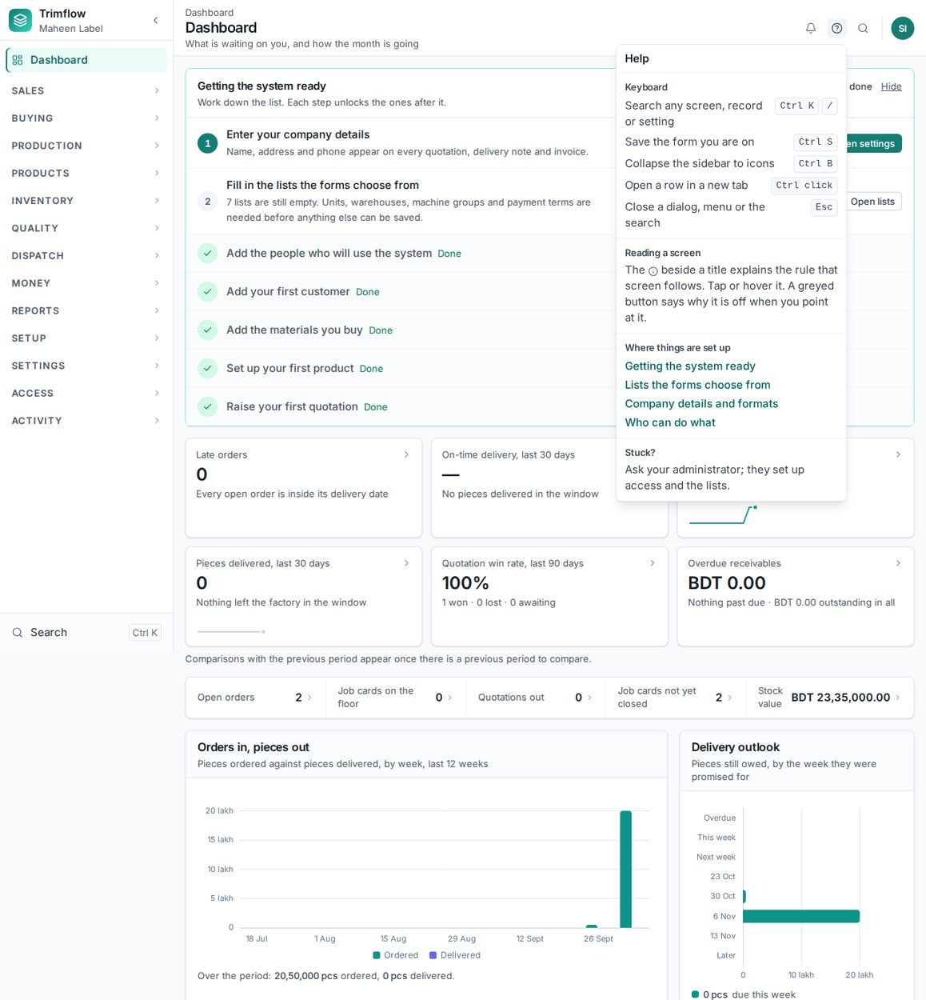 Trimflow
Maheen Label
Dashboard
SALES
BUYING
PRODUCTION
PRODUCTS
INVENTORY
QUALITY
DISPATCH
MONEY
REPORTS
SETUP
SETTINGS
ACCESS
ACTIVITY
Search Ctrl K
Dashboard
Dashboard
What is waiting on you, and how the month is going
SI
Getting the system ready
Work down the list. Each step unlocks the ones after it.
done Hide
1 Enter your company details
Name, address and phone appear on every quotation, delivery note and invoice.
settings
2 Fill in the lists the forms choose from
7 lists are still empty. Units, warehouses, machine groups and payment terms are
needed before anything else can be saved.
Open lists
Add the people who will use the system Done
Add your first customer Done
Add the materials you buy Done
Set up your first product Done
Raise your first quotation Done
Help
Keyboard
Search any screen, record Ctrl K /
or setting
Save the form you are on Ctrl S
Collapse the sidebar to icons Ctrl B
Open a row in a new tab Ctrl click
Close a dialog, menu or the Esc
search
Reading a screen
The beside a title explains the rule that
screen follows. Tap or hover it. A greyed
button says why it is off when you point
at it.
Where things are set up
Getting the system ready
Lists the forms choose from
Company details and formats
Who can do what
Stuck?
Ask your administrator; they set up
access and the lists.
Late orders
0
Every open order is inside its delivery date
On-time delivery, last 30 days
—
No pieces delivered in the window
Pieces delivered, last 30 days
0
Nothing left the factory in the window
Quotation win rate, last 90 days
100%
1 won · 0 lost · 0 awaiting
Overdue receivables
BDT 0.00
Nothing past due · BDT 0.00 outstanding in all
Comparisons with the previous period appear once there is a previous period to compare.
Open orders 2
Job cards on the
floor 0
Quotations out 0
Job cards not yet
closed 2
Stock
value BDT 23,35,000.00
Orders in, pieces out
Pieces ordered against pieces delivered, by week, last 12 weeks
20 lakh
15 lakh
10 lakh
5 lakh
0
18 Jul 1 Aug 15 Aug 29 Aug 12 Sept 26 Sept
Ordered Delivered
Over the period: 20,50,000 pcs ordered, 0 pcs delivered.
Delivery outlook
Pieces still owed, by the week they were
promised for
Overdue
This week
Next week
23 Oct
30 Oct
6 Nov
13 Nov
Later
0 10 lakh 20 lakh
0 pcs due this week